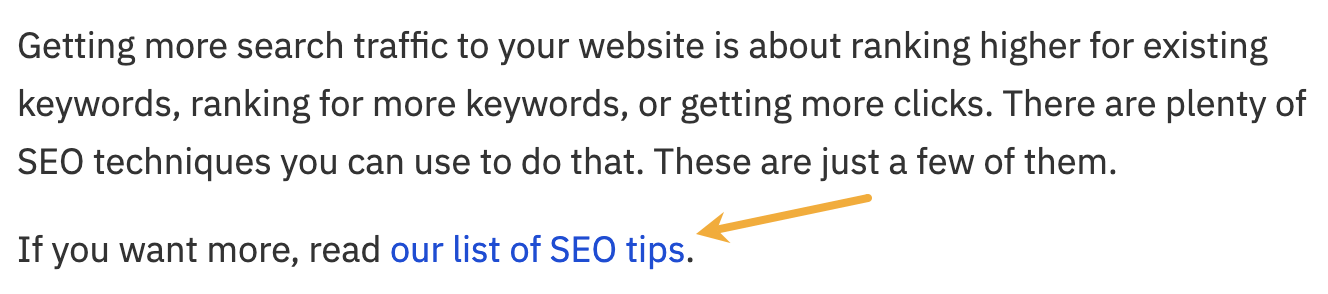 Getting more search traffic to your website is about ranking higher for existing
keywords, ranking for more keywords, or getting more clicks. There are plenty of
SEO techniques you can use to do that. These are just a few of them.
If you want more, read our list of SEO tips.